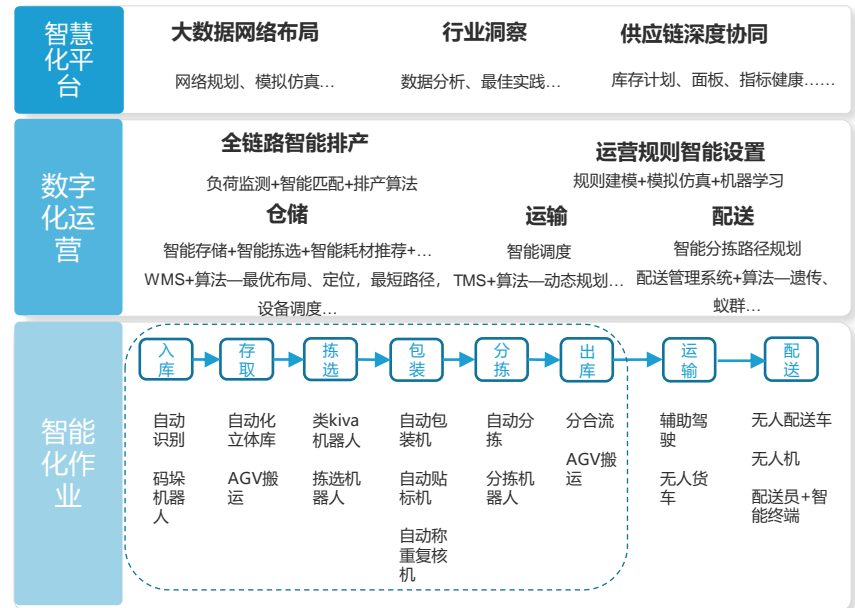 智慧
化平
台
大数据网络布局
行业洞察
供应链深度协同
网络规划、模拟仿真…
数据分析、最佳实践…
库存计划、面板、指标健康……
数字
化运
营
全链路智能排产
运营规则智能设置
负荷监测+智能匹配+排产算法
规则建模+模拟仿真+机器学习
仓储
运输
配送
智能存储+智能拣选+智能耗材推荐+…
WMS+算法—最优布局、定位，最短路径，
设备调度…
智能调度
TMS+算法—动态规划…
智能分拣路径规划
配送管理系统+算法—遗传、
蚁群…
智能
化作
业
入
库
存
取
拣
选
包
装
分
拣
出
库
运
输
配
送
自动
识别
码垛
机器
人
自动化
立体库
AGV搬
运
类kiva
机器人
拣选机
器人
自动包
装机
自动贴
标机
自动称
重复核
机
自动分
拣
分拣机
器人
分合流
AGV搬
运
辅助驾
驶
无人货
车
无人配送车
无人机
配送员+智
能终端